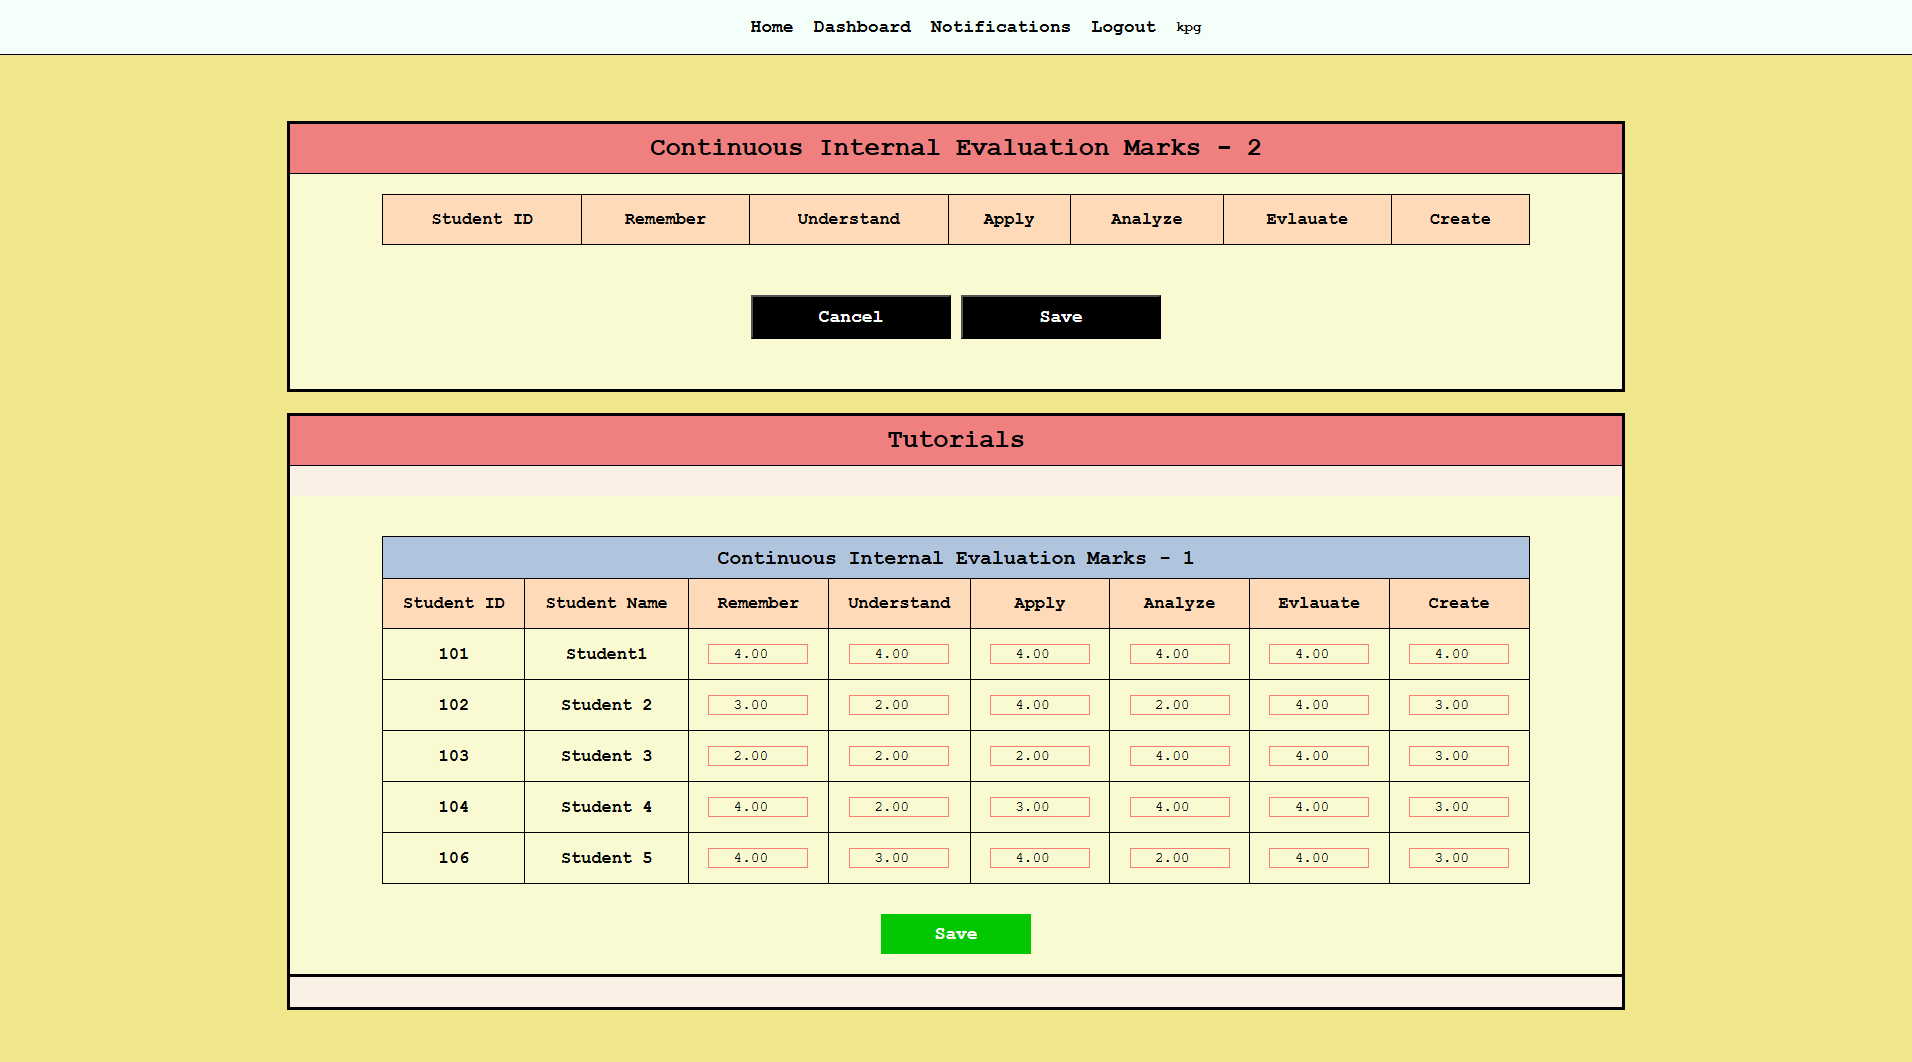 Home Dashboard Notifications Logout kpg
Continuous Internal Evaluation Marks - 2
Student ID Remember Understand Apply Analyze Evlauate Create
Cancel Save
Tutorials
Continuous Internal Evaluation Marks - 1
Student ID Student Name Remember Understand Apply Analyze Evlauate Create
101 Student1 4.00 4.00 4.00 4.00 4.00 4.00
102 Student 2 3.00 2.00 4.00 2.00 4.00 3.00
103 Student 3 2.00 2.00 2.00 4.00 4.00 3.00
104 Student 4 4.00 2.00 3.00 4.00 4.00 3.00
106 Student 5 4.00 3.00 4.00 2.00 4.00 3.00
Save